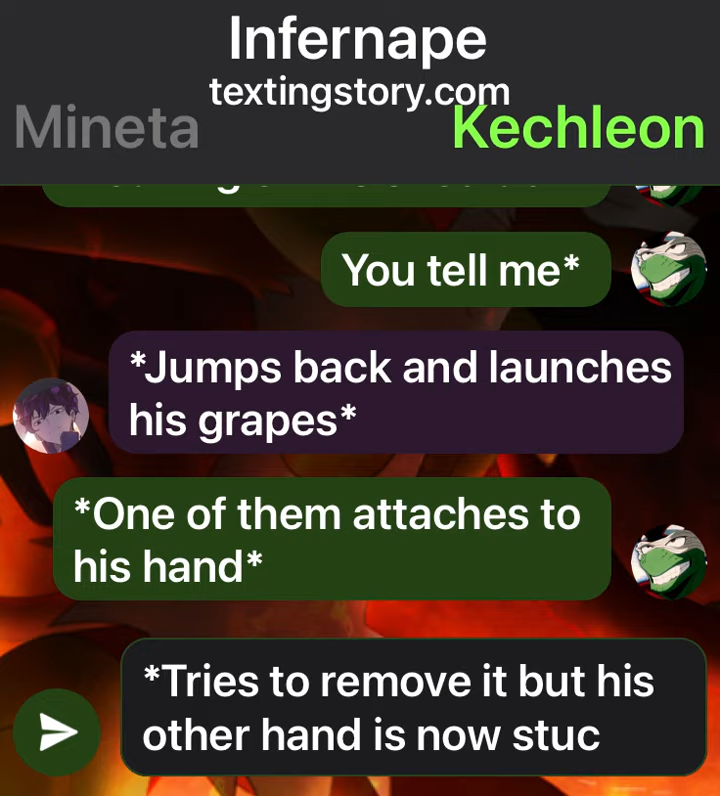 Infernape
textingstory.com
Mineta
Kechleon
You tell me*
*Jumps back and launches
his grapes*
*One of them attaches to
his hand*
*Tries to remove it but his
other hand is now stuc